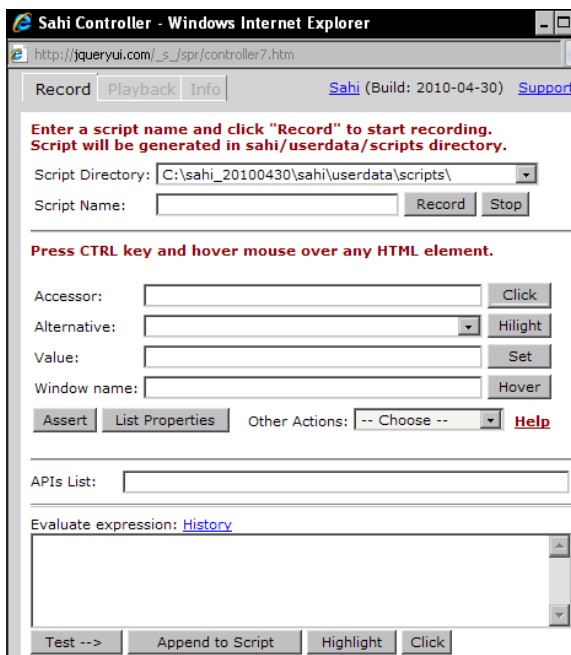 Sahi Controller - Windows Internet Explorer
http://jqueryui.com/_s_/spr/controller7.htm
Record Playback Info Sahi (Build: 2010-04-30) Support
Enter a script name and click "Record" to start recording.
Script will be generated in sahi/userdata/scripts directory.
Script Directory: C:\sahi_20100430\sahi\userdata\scripts\
Script Name: Record Stop
Press CTRL key and hover mouse over any HTML element.
Accessor: Click
Alternative: Hilight
Value: Set
Window name: Hover
Assert List Properties Other Actions: -- Choose -- Help
APIs List:
Evaluate expression: History
Test --> Append to Script Highlight Click